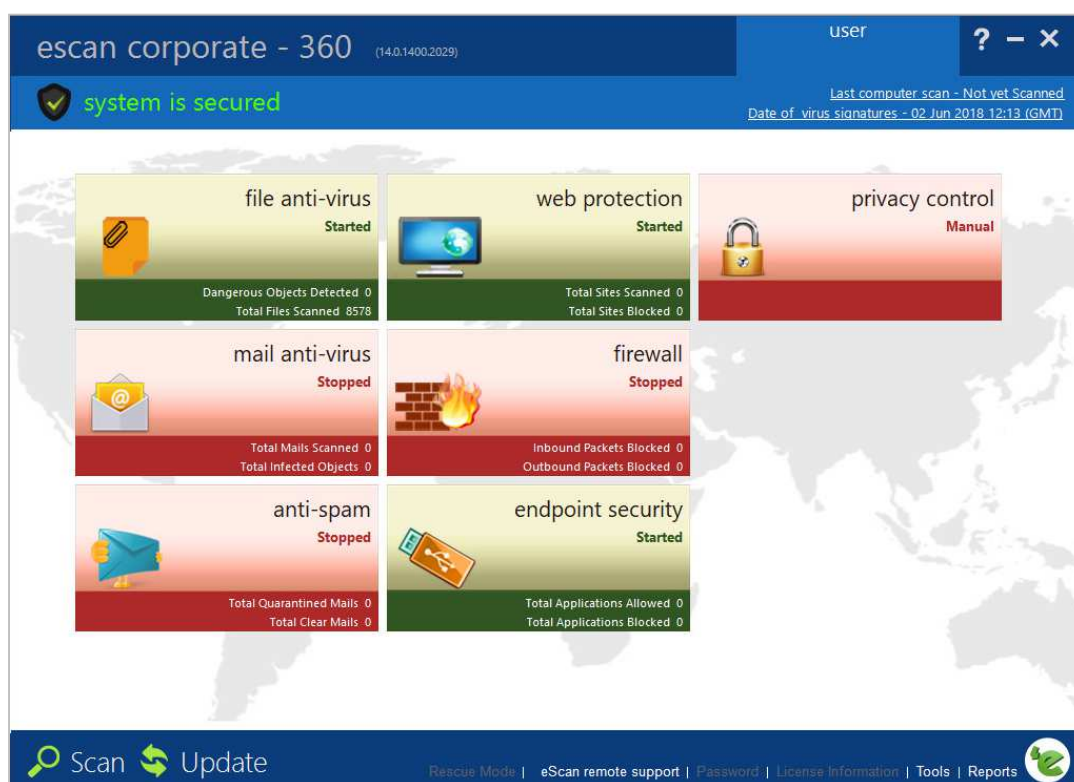 escan corporate - 360 (14.0.1400.2029)
user
? – ×
system is secured
Last computer scan - Not yet Scanned
Date of virus signatures - 02 Jun 2018 12:13 (GMT)
file anti-virus
Started
Dangerous Objects Detected 0
Total Files Scanned 8578
web protection
Started
Total Sites Scanned 0
Total Sites Blocked 0
privacy control
Manual
mail anti-virus
Stopped
Total Mails Scanned 0
Total Infected Objects 0
firewall
Stopped
Inbound Packets Blocked 0
Outbound Packets Blocked 0
anti-spam
Stopped
Total Quarantined Mails 0
Total Clear Mails 0
endpoint security
Started
Total Applications Allowed 0
Total Applications Blocked 0
Scan Update
Rescue Mode | eScan remote support | Password | License Information | Tools | Reports